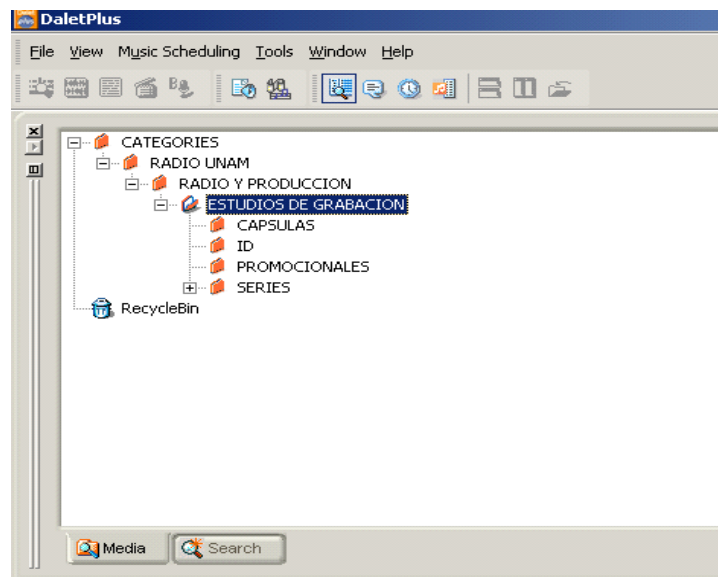 DaletPlus
File View Music Scheduling Tools Window Help
CATEGORIES
RADIO UNAM
RADIO Y PRODUCCION
ESTUDIOS DE GRABACION
CAPSULAS
ID
PROMOCIONALES
SERIES
RecycleBin
Media Search